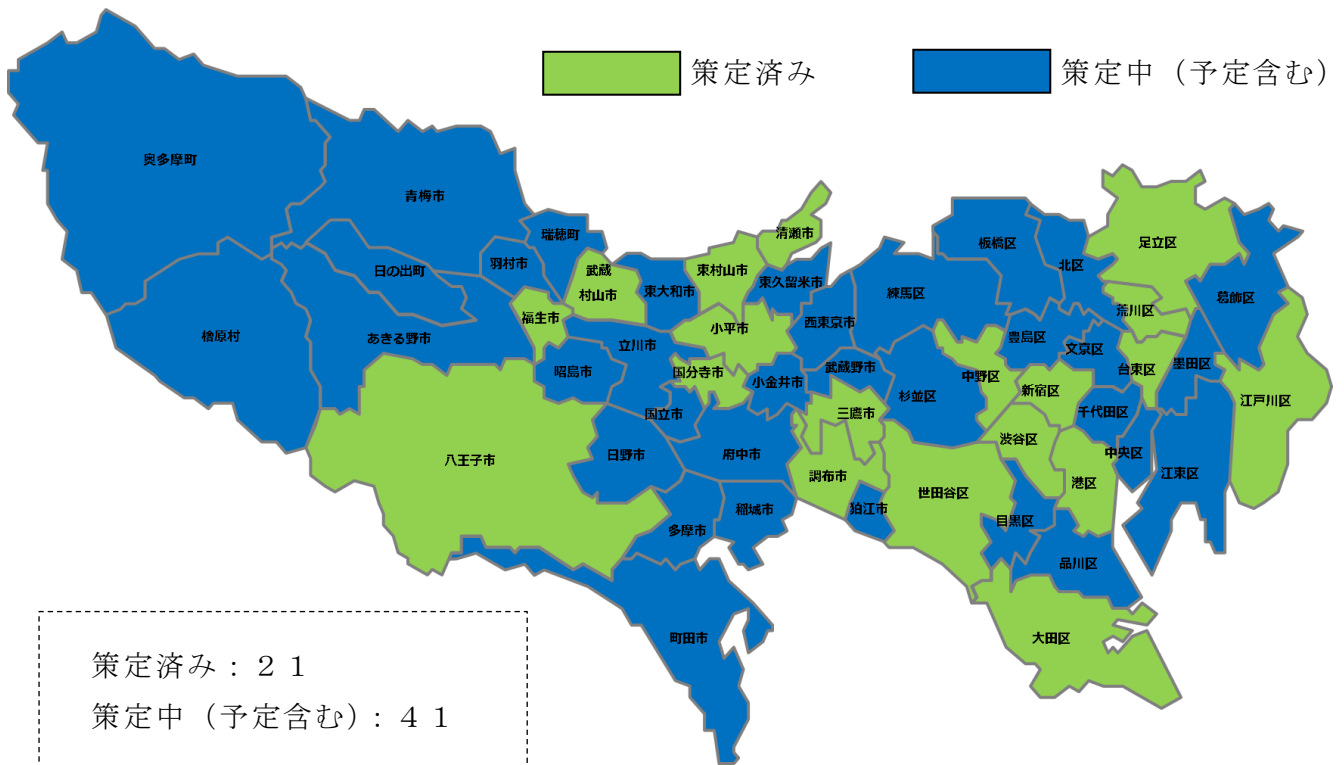 策定済み
策定中（予定含む）
奥多摩町
青梅市
瑞穂町
清瀬市
板橋区
足立区
北区
日の出町
羽村市
武蔵
村山市
東大和市
東村山市
東久留米市
練馬区
葛飾区
荒川区
檜原村
あきる野市
福生市
立川市
小平市
西東京市
豊島区
文京区
台東区
墨田区
昭島市
国分寺市
小金井市
武蔵野市
杉並区
中野区
新宿区
千代田区
江戸川区
国立市
三鷹市
渋谷区
中央区
八王子市
日野市
府中市
調布市
世田谷区
港区
江東区
多摩市
稲城市
狛江市
目黒区
品川区
町田市
大田区
策定済み：２１
策定中（予定含む）：４１